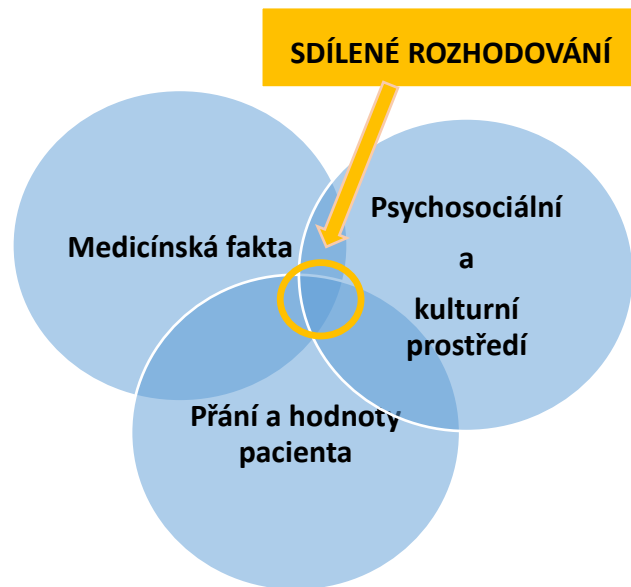 SDÍLENÉ ROZHODOVÁNÍ
Medicínská fakta
Psychosociální
a
kulturní
prostředí
Přání a hodnoty
pacienta